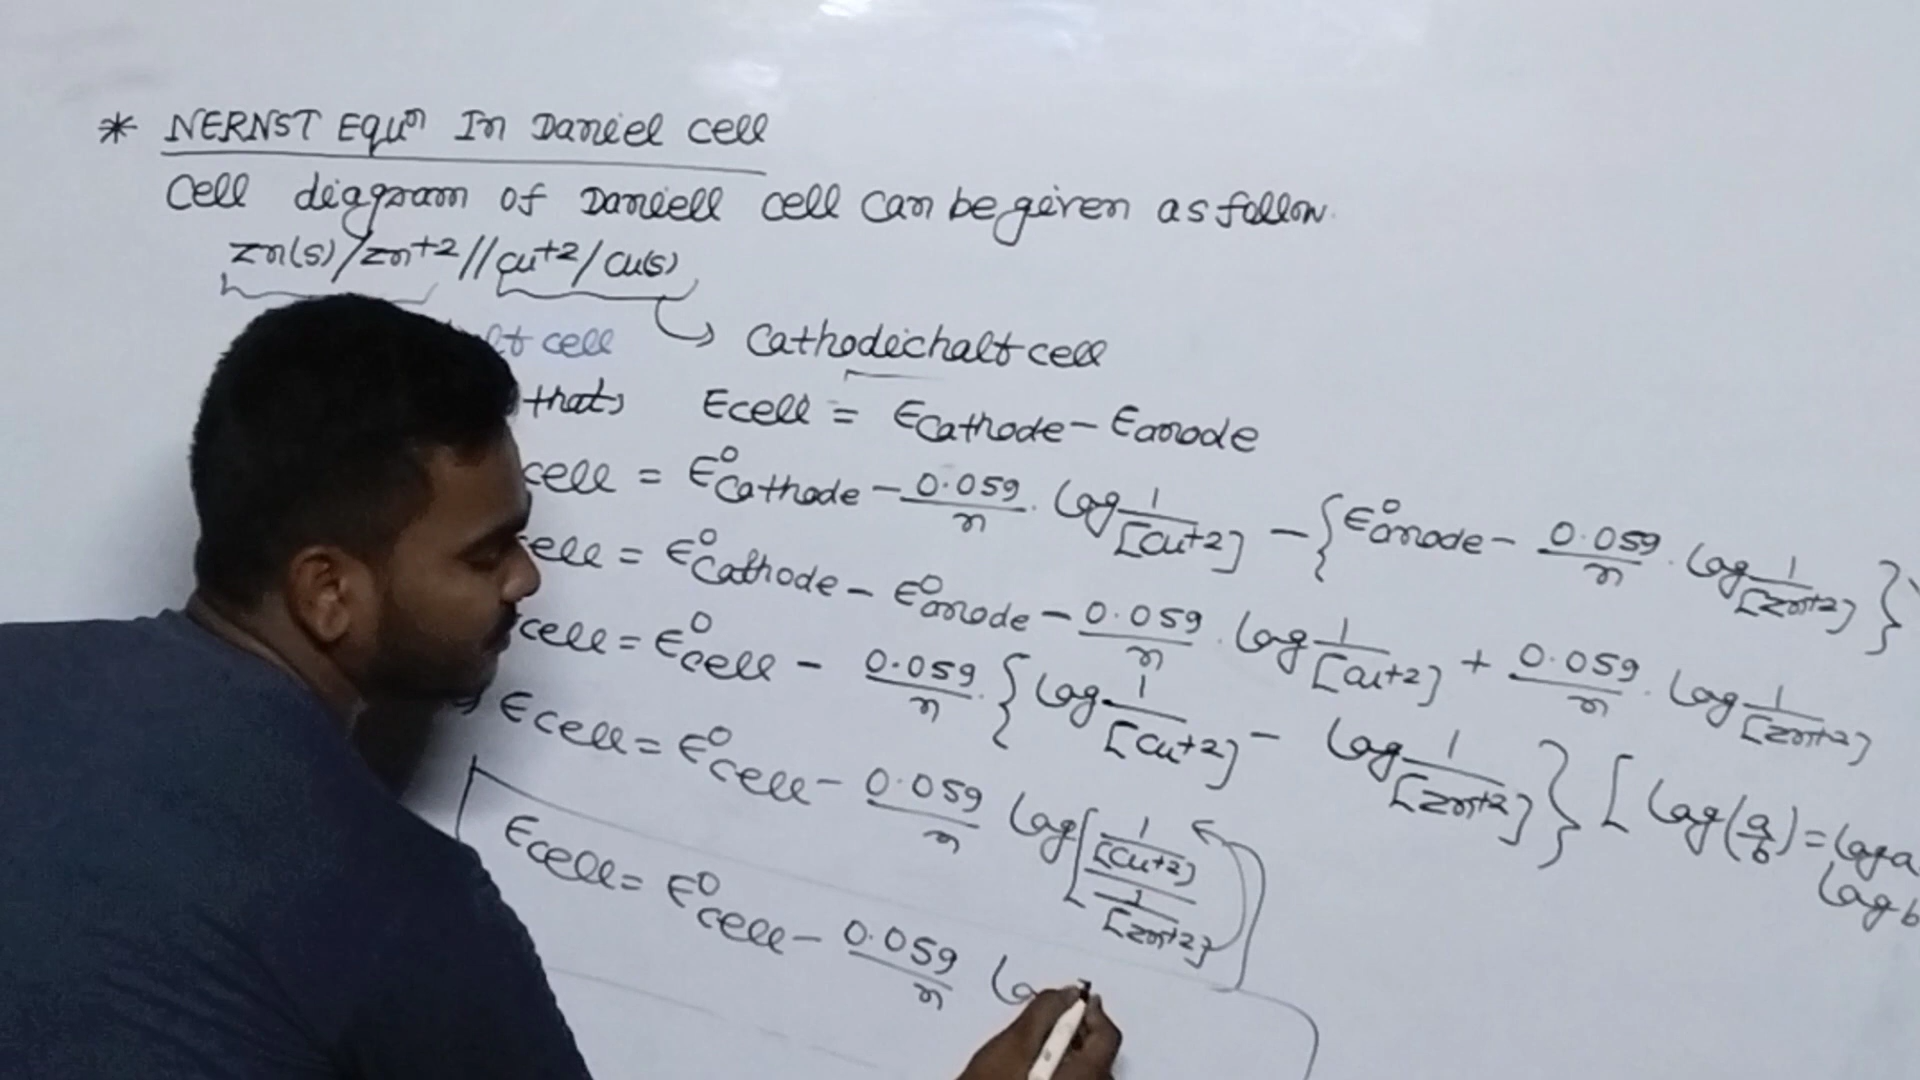 * NERNST Equⁿ In Daniel cell
Cell diagram of Daniell cell can be given as follow.
Zn(s)/Zn+2//Cu+2/Cu(s)
cell → Cathodichalf cell
that, Ecell = Ecathode - Eanode
cell = E°Cathode - 0.059/n . log 1/[Cu+2] - {E°anode - 0.059/n . log 1/[Zn+2]}
ell = E°Cathode - E°anode - 0.059/n . log 1/[Cu+2] + 0.059/n . log 1/[Zn+2]
cell = E°cell - 0.059/n . {log 1/[Cu+2] - log 1/[Zn+2]} [log(a/b) = log a
log b
Ecell = E°cell - 0.059/n log[1/[Cu+2] / 1/[Zn+2]
Ecell = E°cell - 0.059/n lo